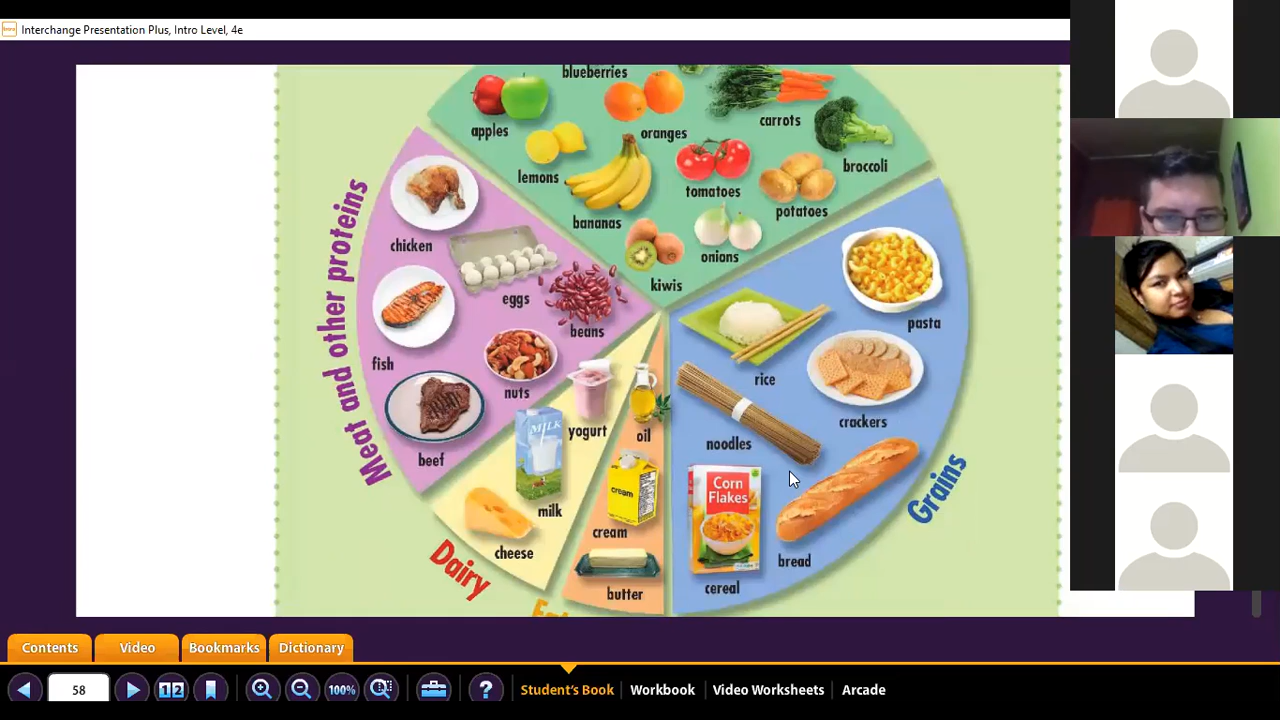 Interchange Presentation Plus, Intro Level, 4e
blueberries
apples
oranges
carrots
lemons
broccoli
bananas
tomatoes
potatoes
onions
kiwis
Meat and other proteins
chicken
eggs
beans
fish
nuts
beef
pasta
rice
crackers
noodles
Corn
Flakes
bread
cereal
Grains
yogurt
oil
MILK
milk
cream
cream
cheese
butter
Dairy
Contents
Video
Bookmarks
Dictionary
58
12
100%
?
Student's Book
Workbook
Video Worksheets
Arcade